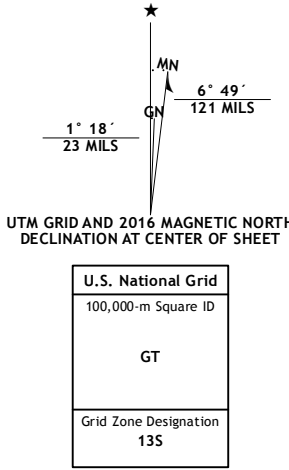 ★
MN
GN
6° 49´
121 MILS
1° 18´
23 MILS
UTM GRID AND 2016 MAGNETIC NORTH
DECLINATION AT CENTER OF SHEET
U.S. National Grid
100,000-m Square ID
GT
Grid Zone Designation
13S